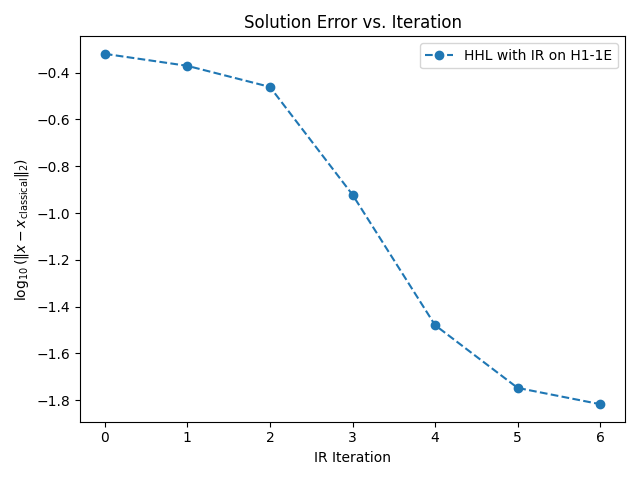 Solution Error vs. Iteration
HHL with IR on H1-1E
log₁₀(‖x − x_classical‖₂)
−0.4
−0.6
−0.8
−1.0
−1.2
−1.4
−1.6
−1.8
0 1 2 3 4 5 6
IR Iteration